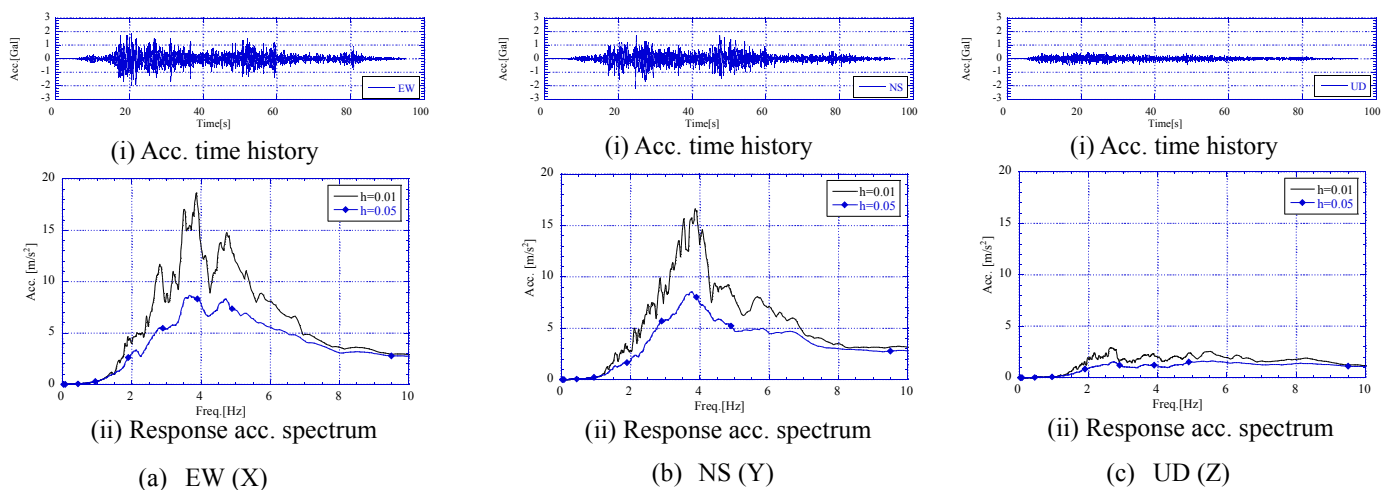 3
2
1
0
-1
-2
-3
Acc.[Gal]
EW
0 20 40 60 80 100
Time[s]
(i) Acc. time history
20
15
10
5
0
Acc. [m/s²]
h=0.01
h=0.05
0 2 4 6 8 10
Freq.[Hz]
(ii) Response acc. spectrum
(a) EW (X)
3
2
1
0
-1
-2
-3
Acc.[Gal]
NS
0 20 40 60 80 100
Time[s]
(i) Acc. time history
20
15
10
5
0
Acc. [m/s²]
h=0.01
h=0.05
0 2 4 6 8 10
Freq.[Hz]
(ii) Response acc. spectrum
(b) NS (Y)
3
2
1
0
-1
-2
-3
Acc.[Gal]
UD
0 20 40 60 80 100
Time[s]
(i) Acc. time history
20
15
10
5
0
Acc. [m/s²]
h=0.01
h=0.05
0 2 4 6 8 10
Freq.[Hz]
(ii) Response acc. spectrum
(c) UD (Z)